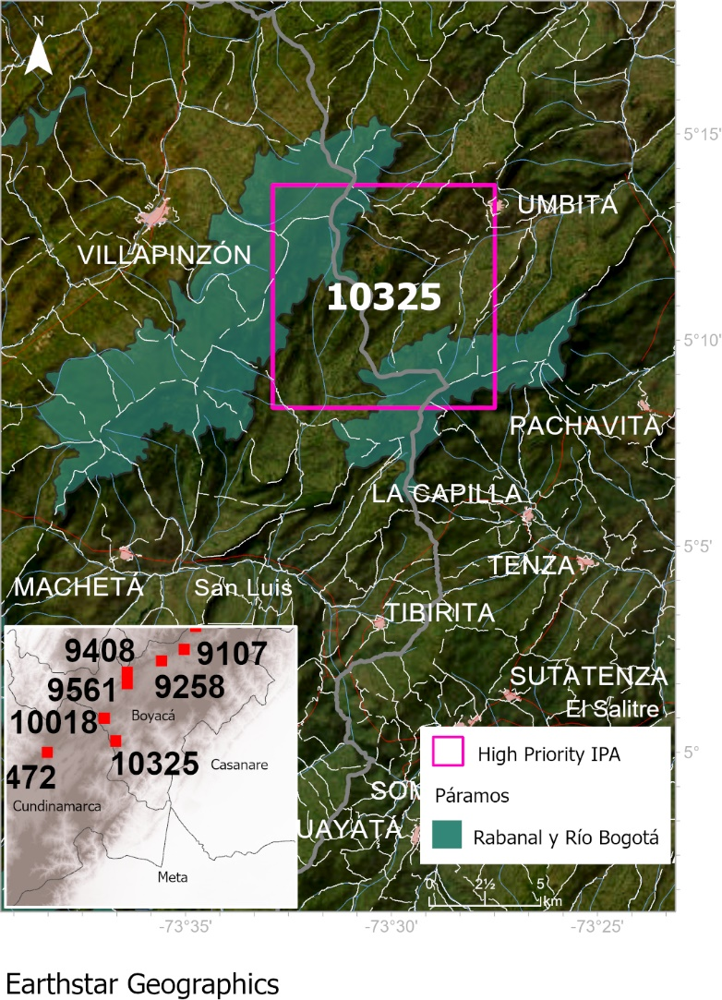 N
5°15'
UMBITA
VILLAPINZÓN
10325
5°10'
PACHAVITA
LA CAPILLA
5°5'
TENZA
MACHETÁ
San Luis
TIBIRITA
9408
9107
9561
9258
SUTATENZA
El Salitre
10018
Boyacá
10325
Casanare
472
Cundinamarca
Meta
High Priority IPA
5°
Páramos
SOM
Rabanal y Río Bogotá
UAYATÁ
0 2½ 5
km
-73°35' -73°30' -73°25'
Earthstar Geographics